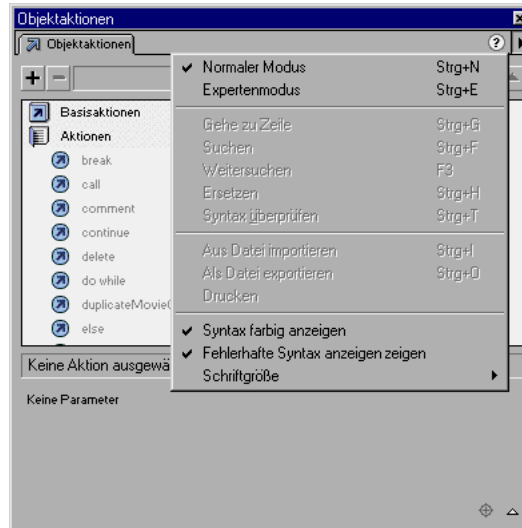 Objektaktionen
Objektaktionen
?
Normaler Modus Strg+N
Expertenmodus Strg+E
Gehe zu Zeile Strg+G
Suchen Strg+F
Weitersuchen F3
Ersetzen Strg+H
Syntax überprüfen Strg+T
Aus Datei importieren Strg+I
Als Datei exportieren Strg+O
Drucken
Syntax farbig anzeigen
Fehlerhafte Syntax anzeigen zeigen
Schriftgröße
Basisaktionen
Aktionen
break
call
comment
continue
delete
do while
duplicateMovie
else
Keine Aktion ausgewä
Keine Parameter